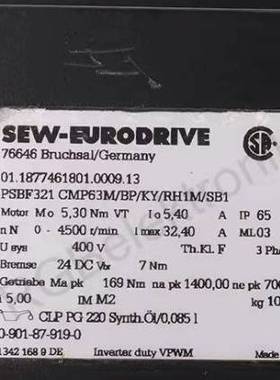 SEW-EURODRIVE
76646 Bruchsal/Germany
SA
01.1877461801.0009.13
PSBF321 CMP63M/BP/KY/RH1M/SB1
Motor Mo 5,30 Nm VT Io 5,40 A IP 65
n N 0 - 4500 r/min I max 32,40 A ML03
U sys 400 V Th.Kl. F 3 Pha
Bremse 24 DC V 7 Nm
Getriebe Ma pk 169 Nm na pk 1400,00 ne pk 700
i 5,00 IM M2 kg 10
CLP PG 220 Synth.Öl/0,085 l
0-901-87-919-0
1342 168 9 DE Inverter duty VPWM Made